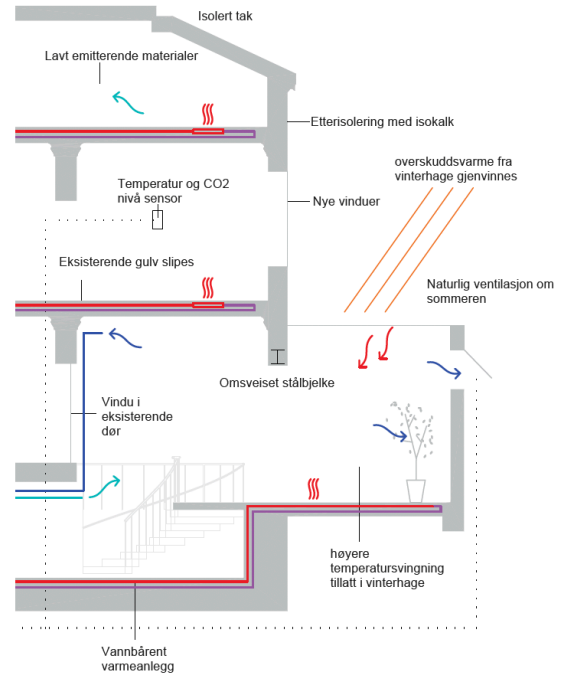 Isolert tak
Lavt emitterende materialer
Etterisolering med isokalk
overskuddsvarme fra
vinterhage gjenvinnes
Temperatur og CO2
nivå sensor
Nye vinduer
Eksisterende gulv slipes
Naturlig ventilasjon om
sommeren
Omsveiset stålbjelke
Vindu i
eksisterende
dør
høyere
temperatursvingning
tillatt i vinterhage
Vannbårent
varmeanlegg